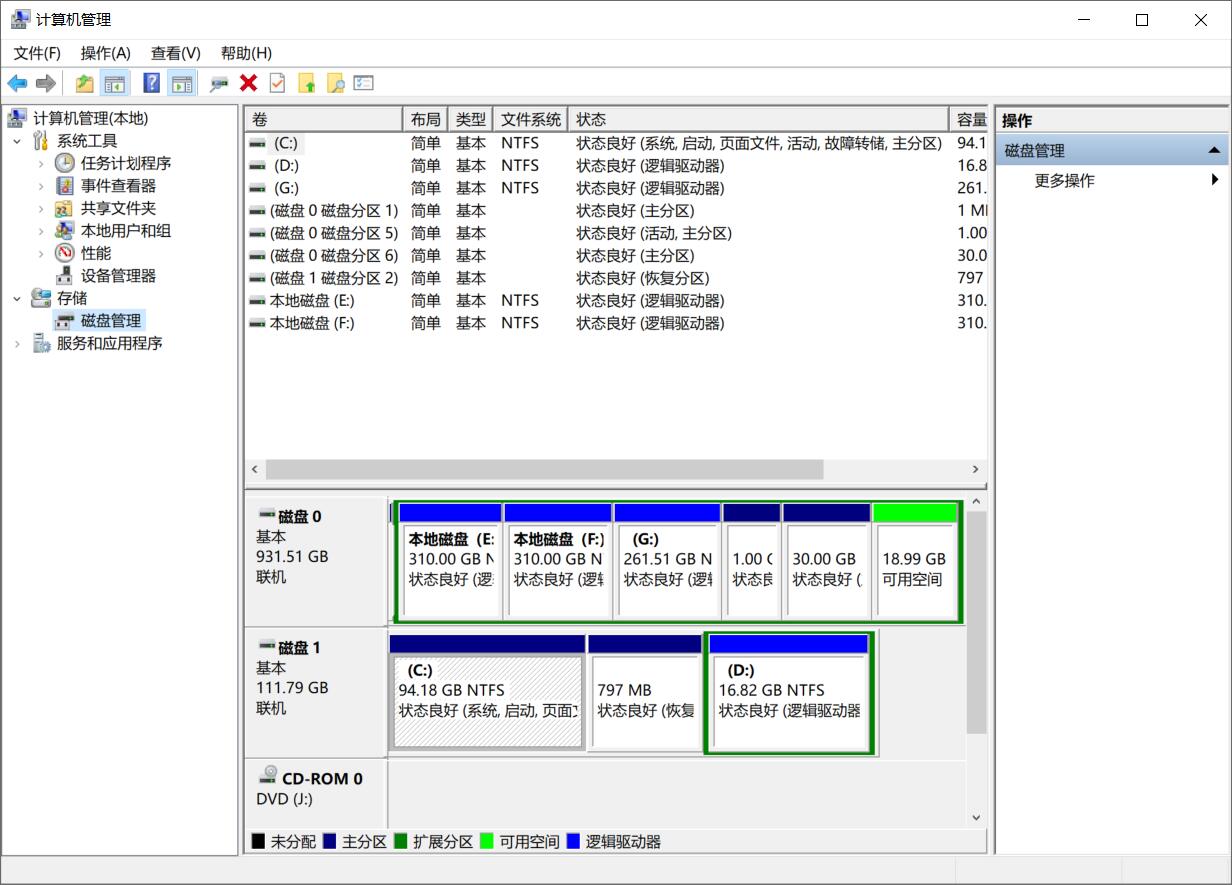 计算机管理
文件(F) 操作(A) 查看(V) 帮助(H)
计算机管理(本地)
系统工具
任务计划程序
事件查看器
共享文件夹
本地用户和组
性能
设备管理器
存储
磁盘管理
服务和应用程序
卷 布局 类型 文件系统 状态 容量
(C:) 简单 基本 NTFS 状态良好 (系统, 启动, 页面文件, 活动, 故障转储, 主分区) 94.1
(D:) 简单 基本 NTFS 状态良好 (逻辑驱动器) 16.8
(G:) 简单 基本 NTFS 状态良好 (逻辑驱动器) 261.
(磁盘 0 磁盘分区 1) 简单 基本 状态良好 (主分区) 1 M
(磁盘 0 磁盘分区 5) 简单 基本 状态良好 (活动, 主分区) 1.00
(磁盘 0 磁盘分区 6) 简单 基本 状态良好 (主分区) 30.0
(磁盘 1 磁盘分区 2) 简单 基本 状态良好 (恢复分区) 797
本地磁盘 (E:) 简单 基本 NTFS 状态良好 (逻辑驱动器) 310.
本地磁盘 (F:) 简单 基本 NTFS 状态良好 (逻辑驱动器) 310.
磁盘 0
基本
931.51 GB
联机
本地磁盘 (E:
310.00 GB N
状态良好 (逻
本地磁盘 (F:)
310.00 GB N
状态良好 (逻辑
(G:)
261.51 GB N
状态良好 (逻辑
1.00
状态良
30.00 GB
状态良好 (
18.99 GB
可用空间
磁盘 1
基本
111.79 GB
联机
(C:)
94.18 GB NTFS
状态良好 (系统, 启动, 页面文
797 MB
状态良好 (恢复
(D:)
16.82 GB NTFS
状态良好 (逻辑驱动器
CD-ROM 0
DVD (J:)
未分配 主分区 扩展分区 可用空间 逻辑驱动器
操作
磁盘管理
更多操作